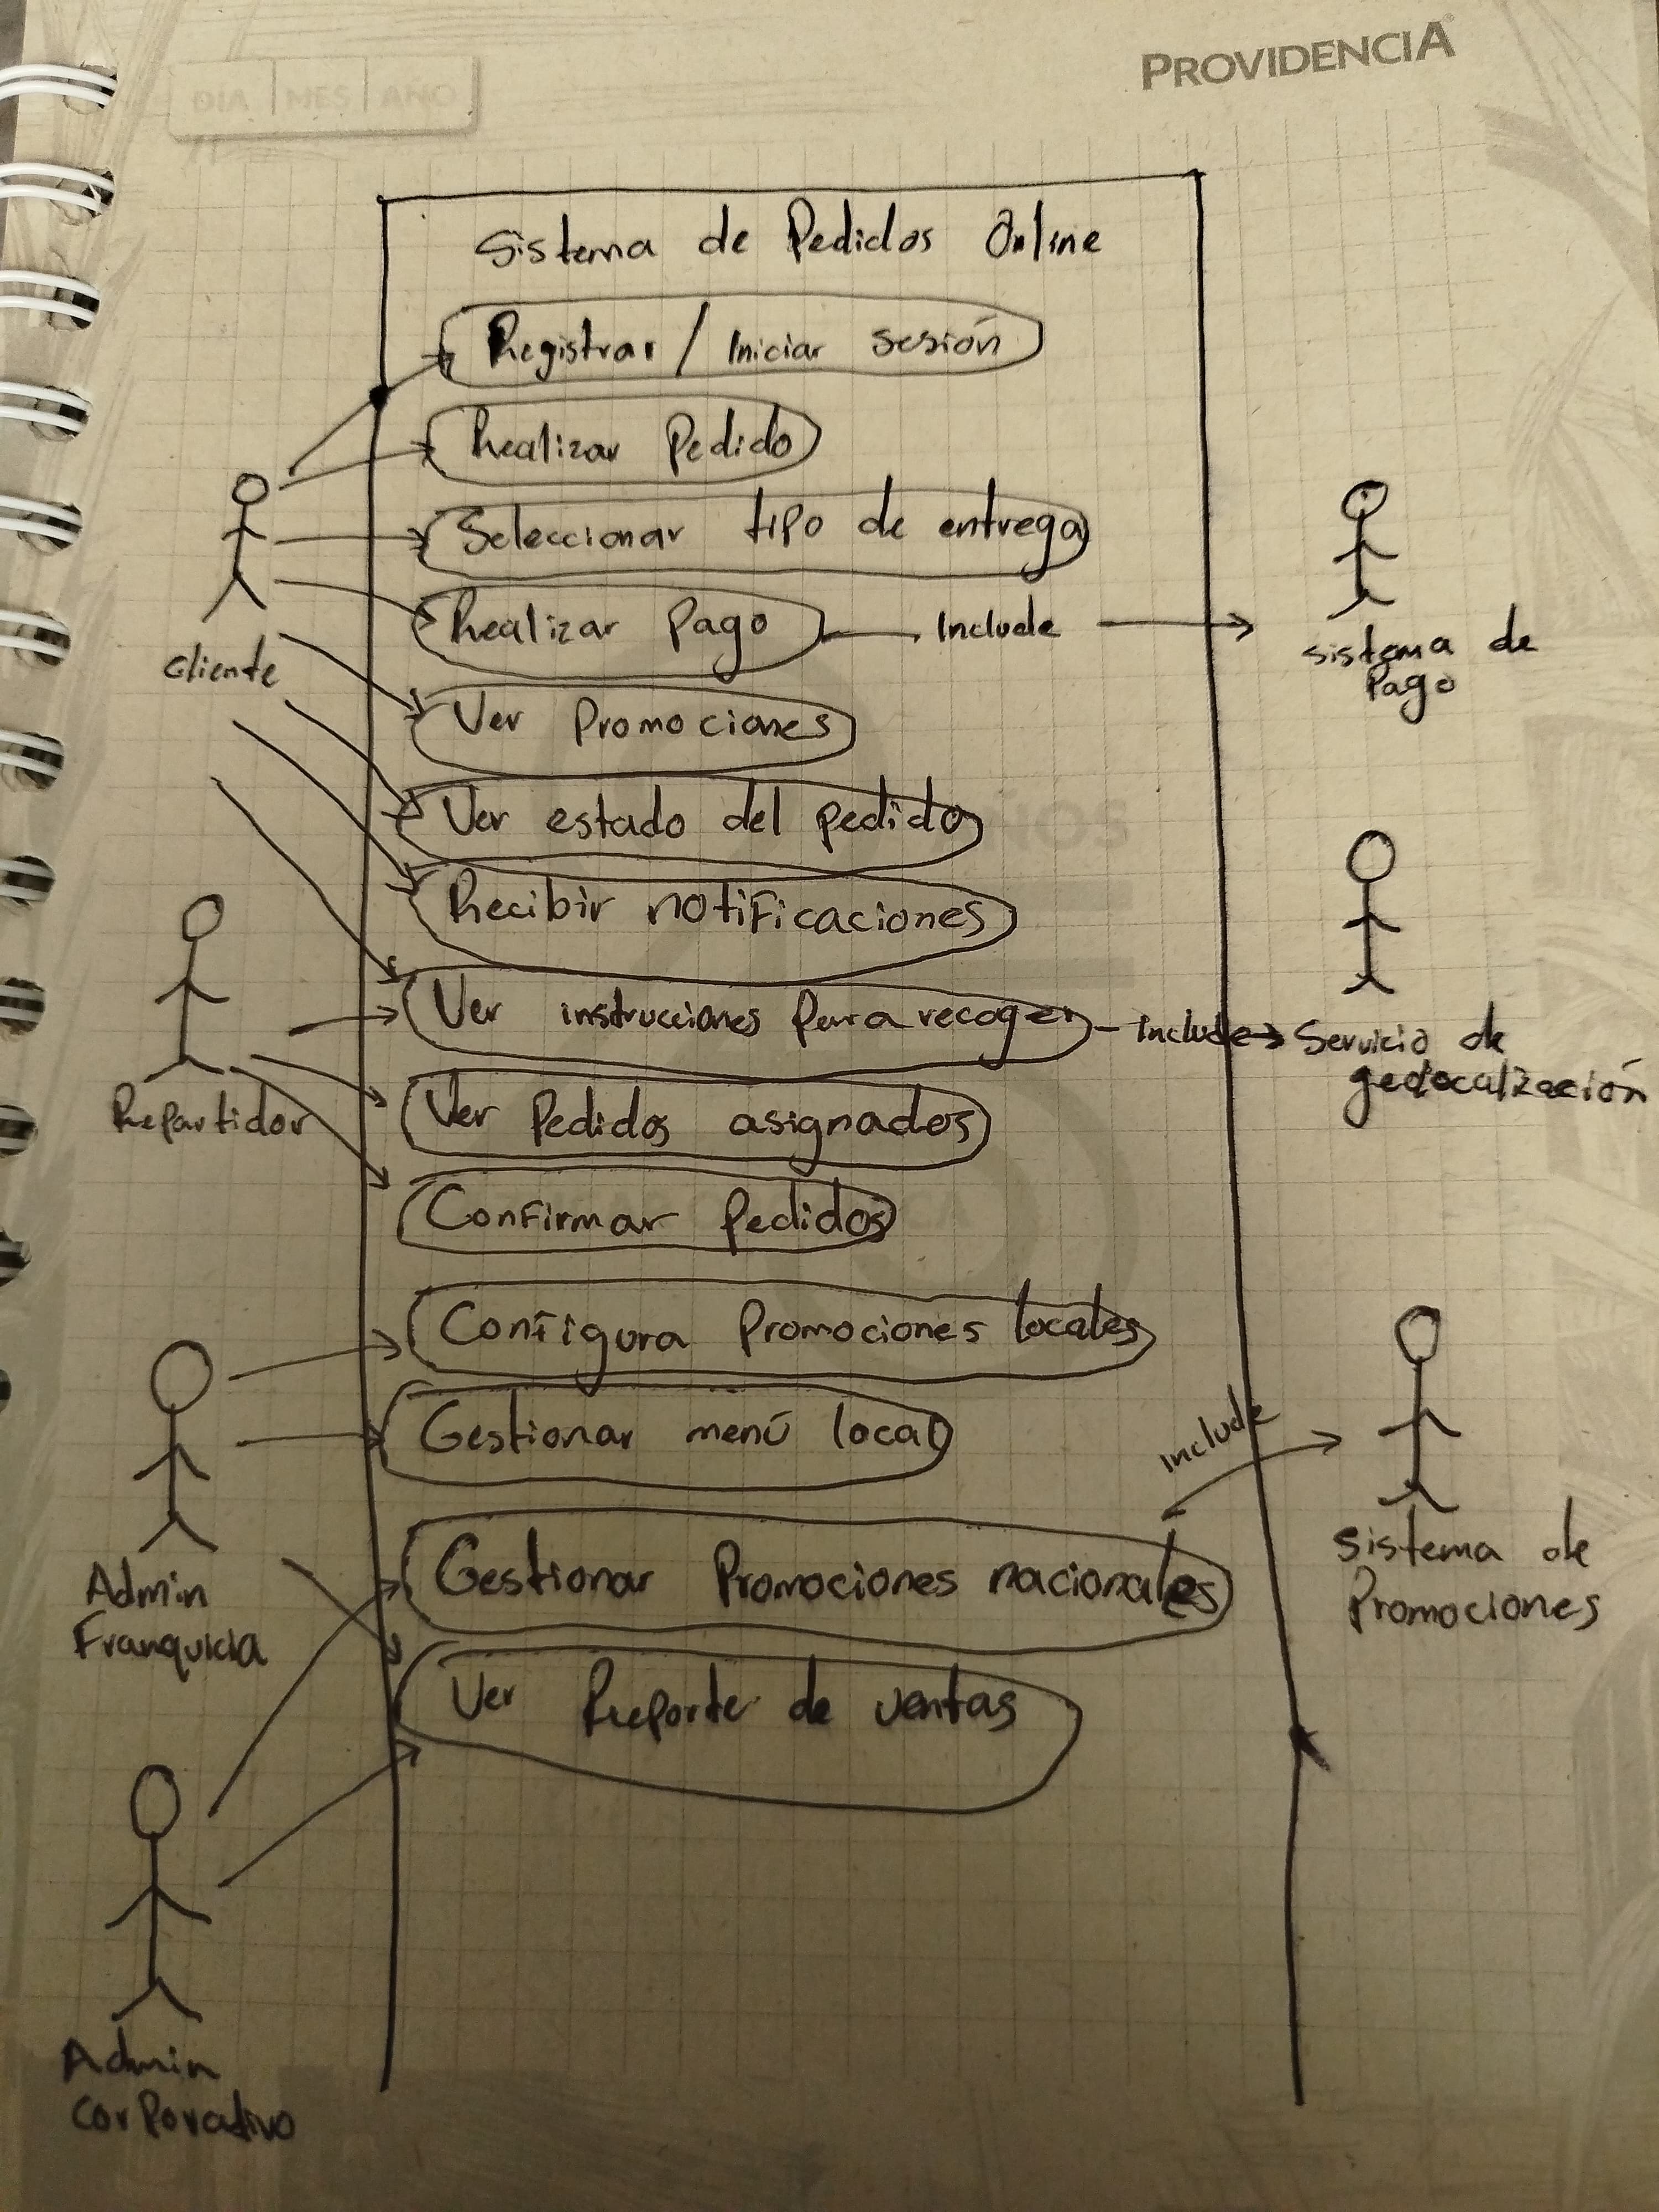 PROVIDENCIA
DIA MES AÑO
Sistema de Pedidos Online
Registrar / Iniciar sesión
Realizar Pedido
Seleccionar tipo de entrega
Realizar Pago
Include
sistema de
Pago
cliente
Ver Promociones
Ver estado del pedido
Recibir notificaciones
Ver instrucciones para recoger
Include
Servicio de
geolocalización
Repartidor
Ver Pedidos asignados
Confirmar Pedidos
Configura Promociones locales
Gestionar menú local
include
sistema de
Promociones
Admin
Franquicia
Gestionar Promociones nacionales
Ver Reporte de ventas
Admin
corporativo